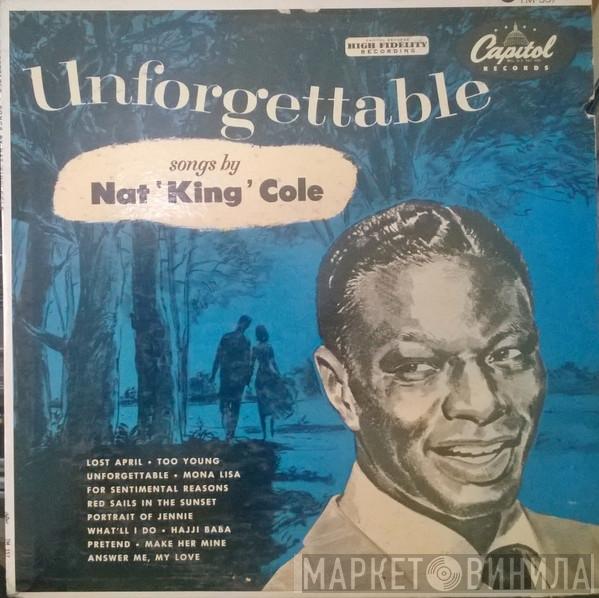 HIGH FIDELITY
RECORDING
Capitol
RECORDS
Unforgettable
songs by
Nat 'King' Cole
LOST APRIL • TOO YOUNG
UNFORGETTABLE • MONA LISA
FOR SENTIMENTAL REASONS
RED SAILS IN THE SUNSET
PORTRAIT OF JENNIE
WHAT'LL I DO • HAJJI BABA
PRETEND • MAKE HER MINE
ANSWER ME, MY LOVE
МАРКЕТ ВИНИЛА